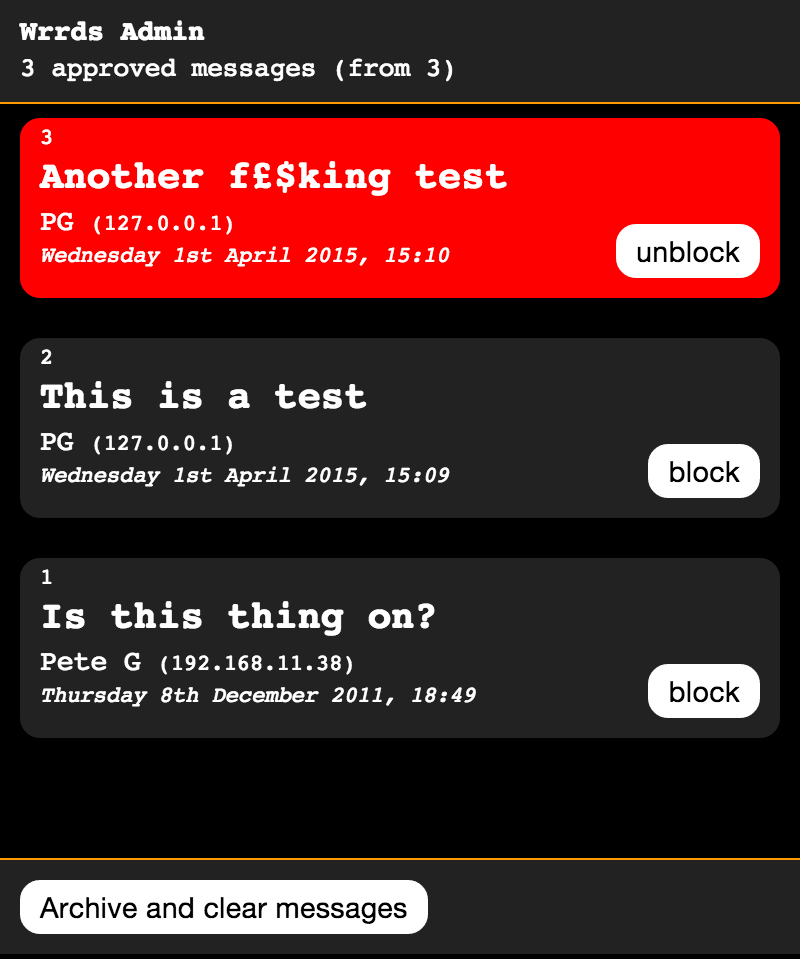 Wrrds Admin
3 approved messages (from 3)
3
Another f£$king test
PG (127.0.0.1)
Wednesday 1st April 2015, 15:10
unblock
2
This is a test
PG (127.0.0.1)
Wednesday 1st April 2015, 15:09
block
1
Is this thing on?
Pete G (192.168.11.38)
Thursday 8th December 2011, 18:49
block
Archive and clear messages